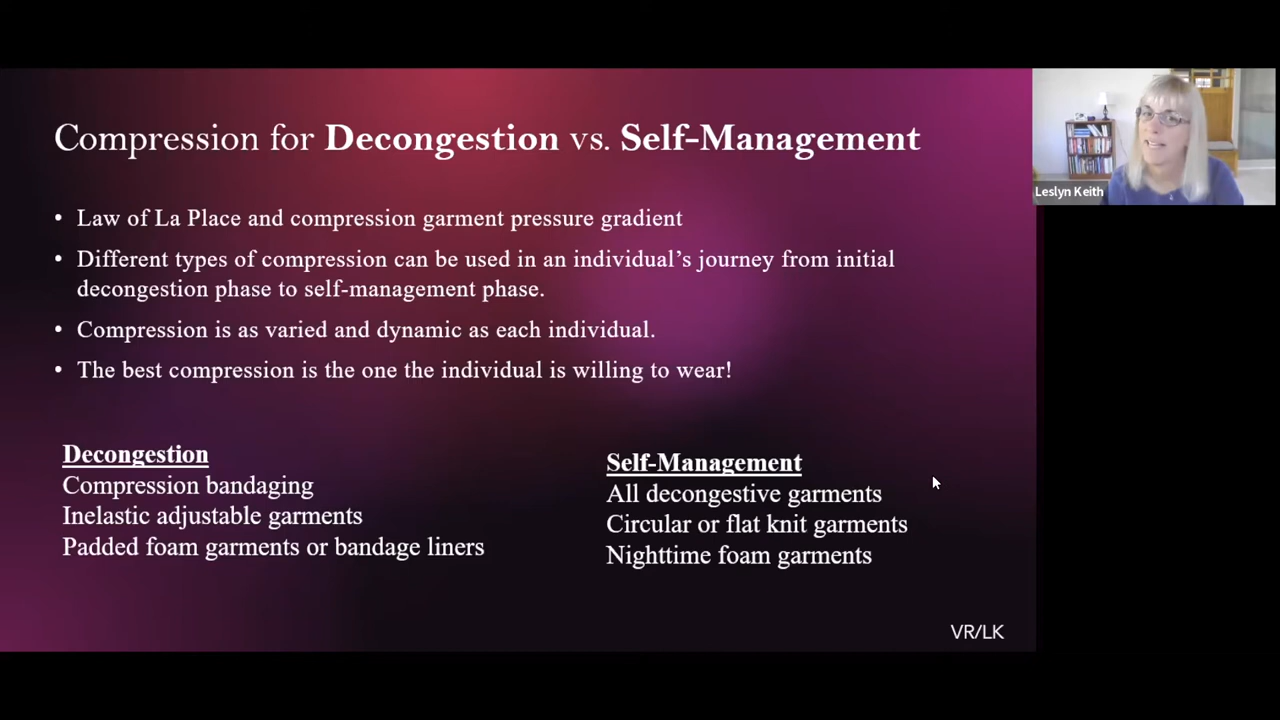 Compression for Decongestion vs. Self-Management
Leslyn Keith
• Law of La Place and compression garment pressure gradient
• Different types of compression can be used in an individual’s journey from initial
decongestion phase to self-management phase.
• Compression is as varied and dynamic as each individual.
• The best compression is the one the individual is willing to wear!
Decongestion
Compression bandaging
Inelastic adjustable garments
Padded foam garments or bandage liners
Self-Management
All decongestive garments
Circular or flat knit garments
Nighttime foam garments
VR/LK